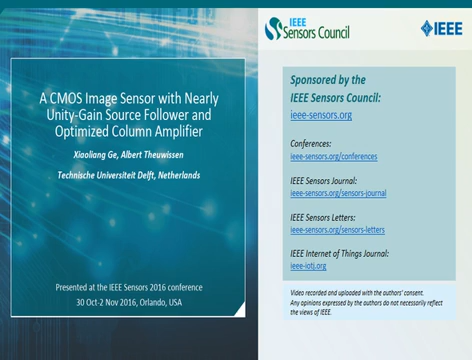 A CMOS Image Sensor with Nearly
Unity-Gain Source Follower and
Optimized Column Amplifier
Xiaoliang Ge, Albert Theuwissen
Technische Universiteit Delft, Netherlands
Presented at the IEEE Sensors 2016 conference
30 Oct-2 Nov 2016, Orlando, USA
IEEE
Sensors Council
IEEE
Sponsored by the
IEEE Sensors Council:
ieee-sensors.org
Conferences:
ieee-sensors.org/conferences
IEEE Sensors Journal:
ieee-sensors.org/sensors-journal
IEEE Sensors Letters:
ieee-sensors.org/sensors-letters
IEEE Internet of Things Journal:
ieee-iotj.org
Video recorded and uploaded with the authors' consent.
Any opinions expressed by the authors do not necessarily reflect
the views of IEEE.